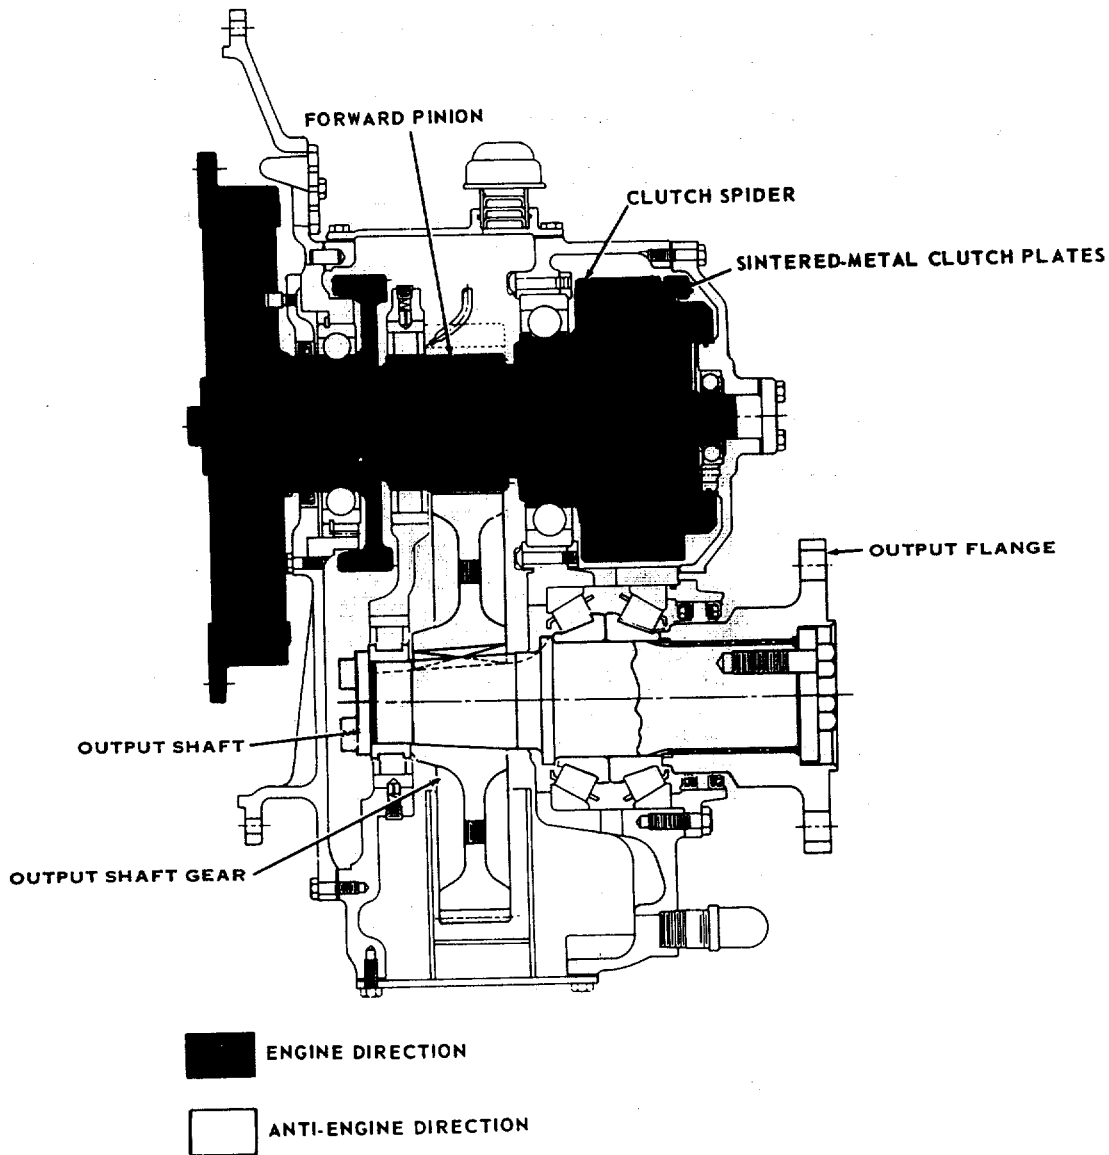 FORWARD PINION
CLUTCH SPIDER
SINTERED-METAL CLUTCH PLATES
OUTPUT FLANGE
OUTPUT SHAFT
OUTPUT SHAFT GEAR
ENGINE DIRECTION
ANTI-ENGINE DIRECTION